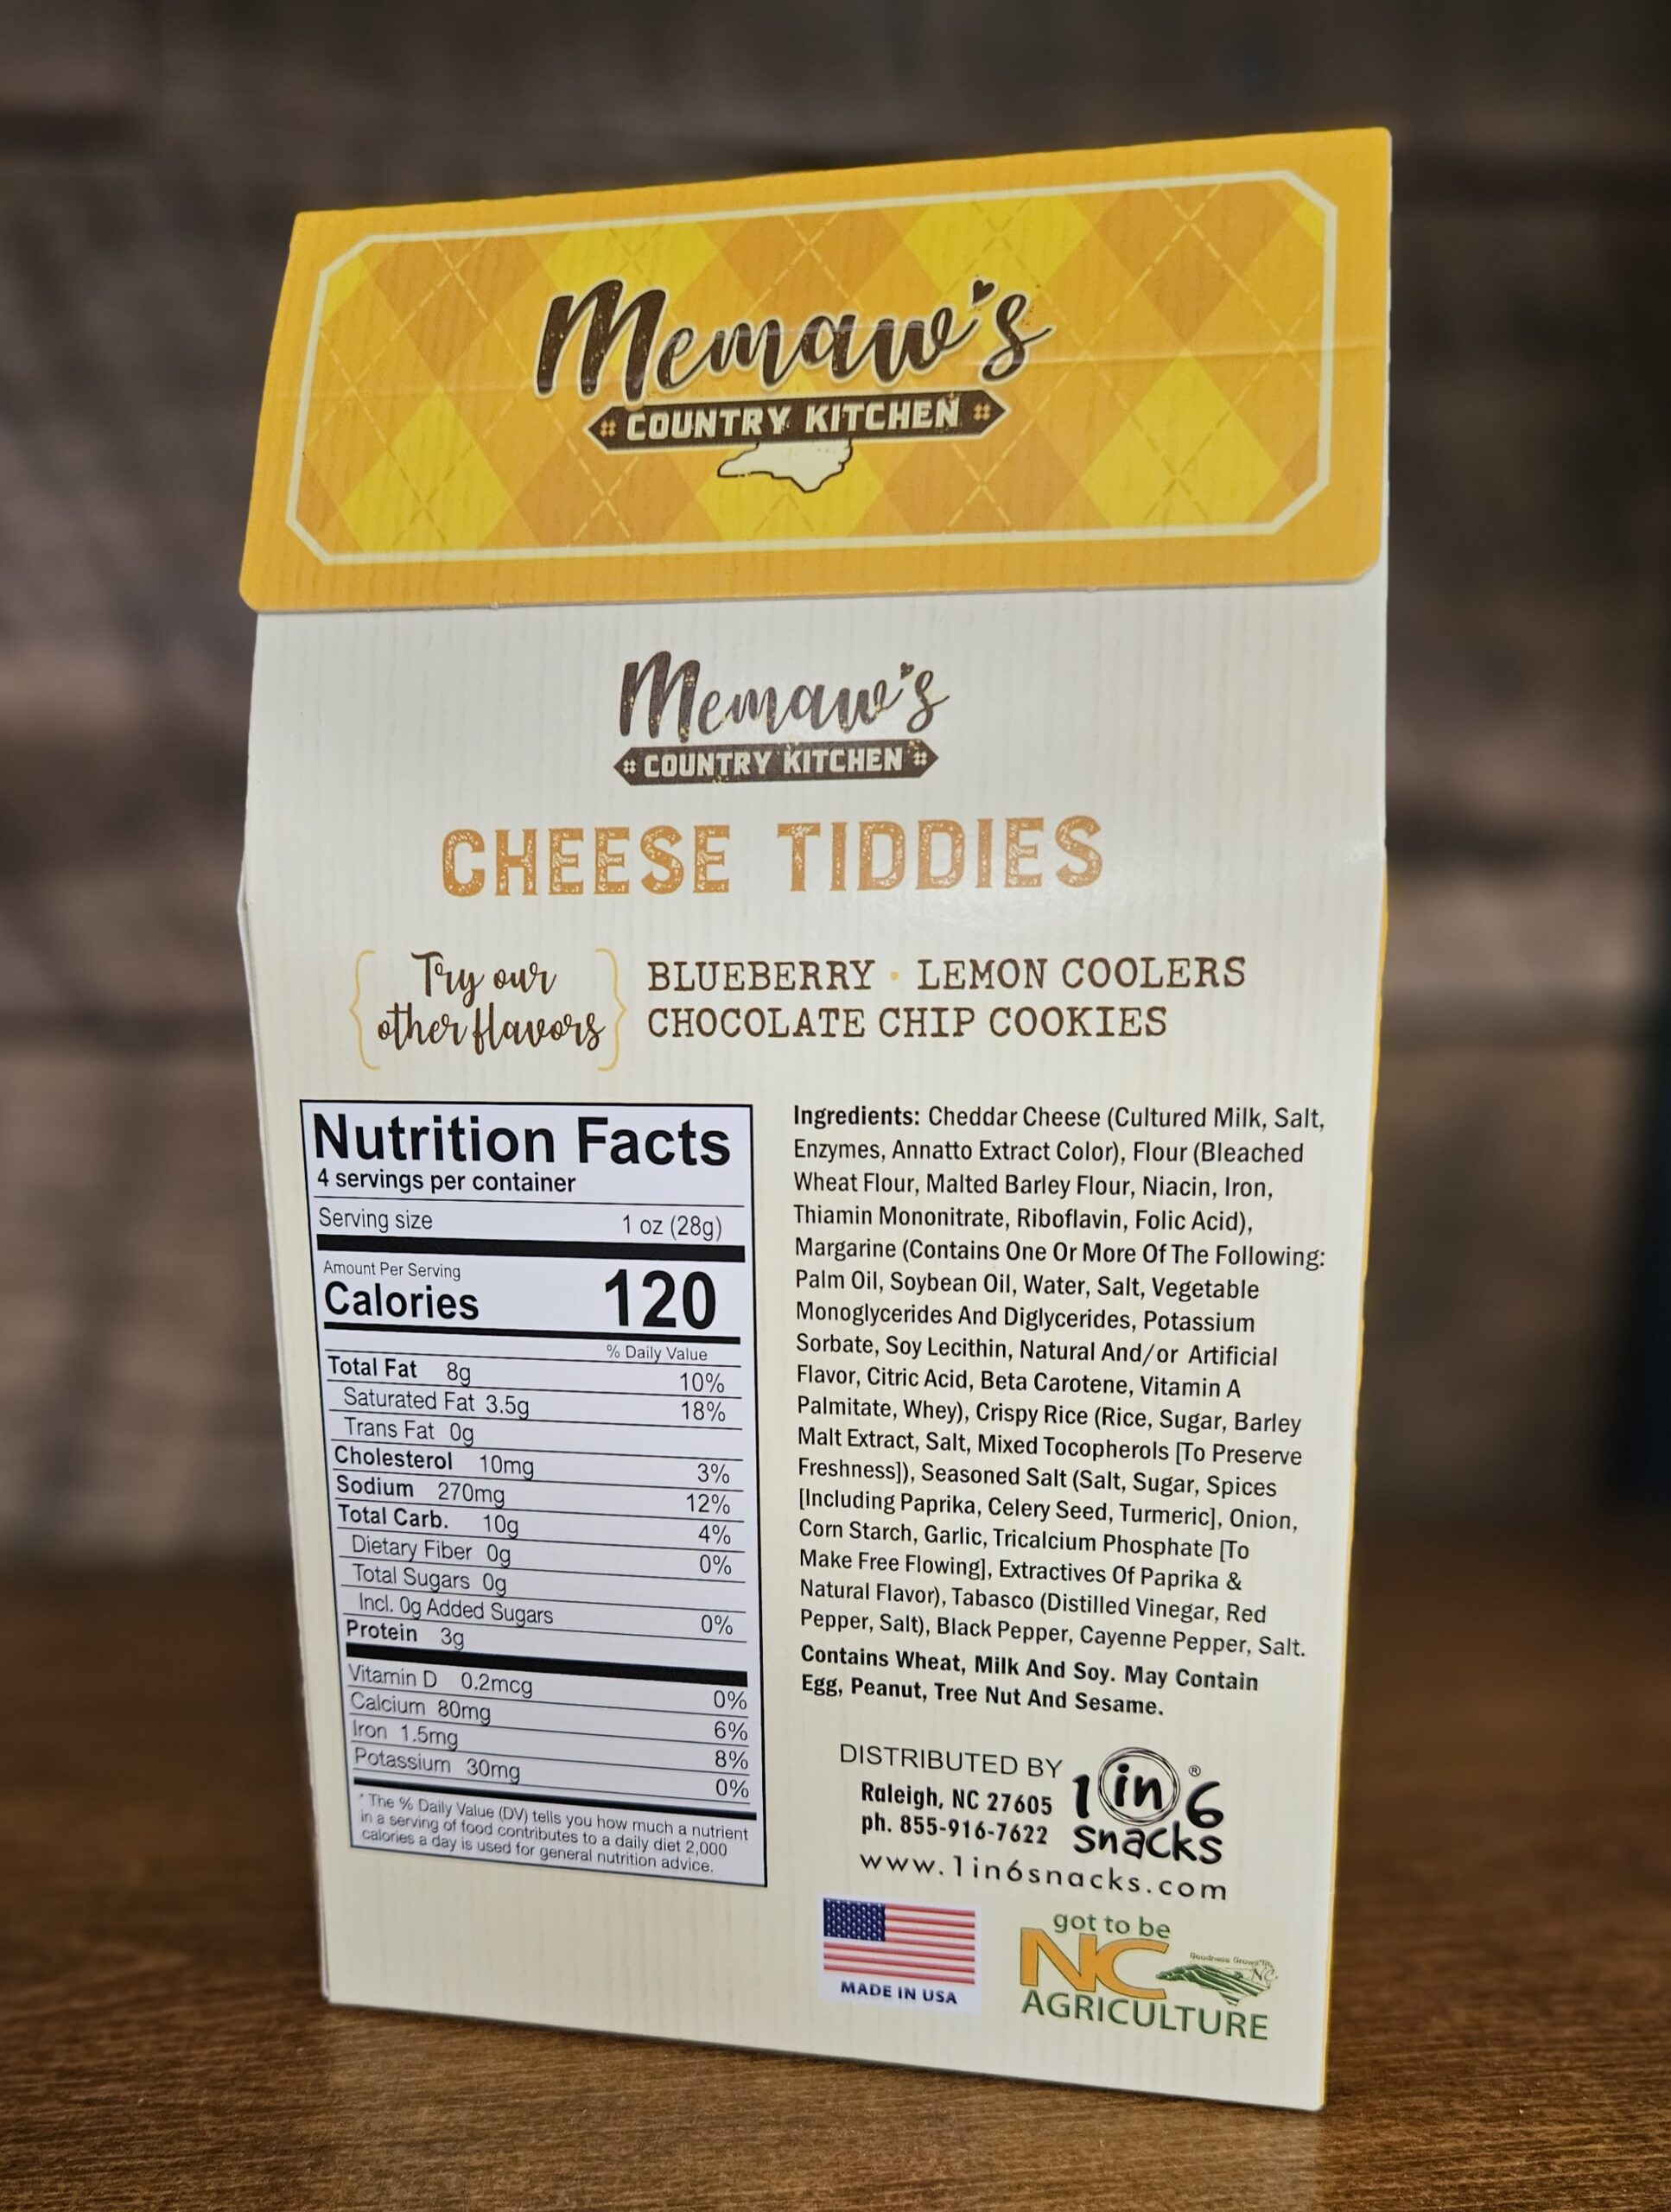 Memaw's
COUNTRY KITCHEN
Memaw's
COUNTRY KITCHEN
CHEESE TIDDIES
Try our
other flavors
BLUEBERRY • LEMON COOLERS
CHOCOLATE CHIP COOKIES
Nutrition Facts
4 servings per container
Serving size 1 oz (28g)
Amount Per Serving
Calories 120
% Daily Value
Total Fat 8g 10%
Saturated Fat 3.5g 18%
Trans Fat 0g
Cholesterol 10mg 3%
Sodium 270mg 12%
Total Carb. 10g 4%
Dietary Fiber 0g 0%
Total Sugars 0g
Incl. 0g Added Sugars 0%
Protein 3g
Vitamin D 0.2mcg 0%
Calcium 80mg 6%
Iron 1.5mg 8%
Potassium 30mg 0%
* The % Daily Value (DV) tells you how much a nutrient
in a serving of food contributes to a daily diet 2,000
calories a day is used for general nutrition advice.
Ingredients: Cheddar Cheese (Cultured Milk, Salt,
Enzymes, Annatto Extract Color), Flour (Bleached
Wheat Flour, Malted Barley Flour, Niacin, Iron,
Thiamin Mononitrate, Riboflavin, Folic Acid),
Margarine (Contains One Or More Of The Following:
Palm Oil, Soybean Oil, Water, Salt, Vegetable
Monoglycerides And Diglycerides, Potassium
Sorbate, Soy Lecithin, Natural And/or Artificial
Flavor, Citric Acid, Beta Carotene, Vitamin A
Palmitate, Whey), Crispy Rice (Rice, Sugar, Barley
Malt Extract, Salt, Mixed Tocopherols [To Preserve
Freshness]), Seasoned Salt (Salt, Sugar, Spices
[Including Paprika, Celery Seed, Turmeric], Onion,
Corn Starch, Garlic, Tricalcium Phosphate [To
Make Free Flowing], Extractives Of Paprika &
Natural Flavor), Tabasco (Distilled Vinegar, Red
Pepper, Salt), Black Pepper, Cayenne Pepper, Salt.
Contains Wheat, Milk And Soy. May Contain
Egg, Peanut, Tree Nut And Sesame.
DISTRIBUTED BY
Raleigh, NC 27605
ph. 855-916-7622
1 in 6®
snacks
www.1in6snacks.com
MADE IN USA
got to be
NC
Goodness Grows In
NC
AGRICULTURE